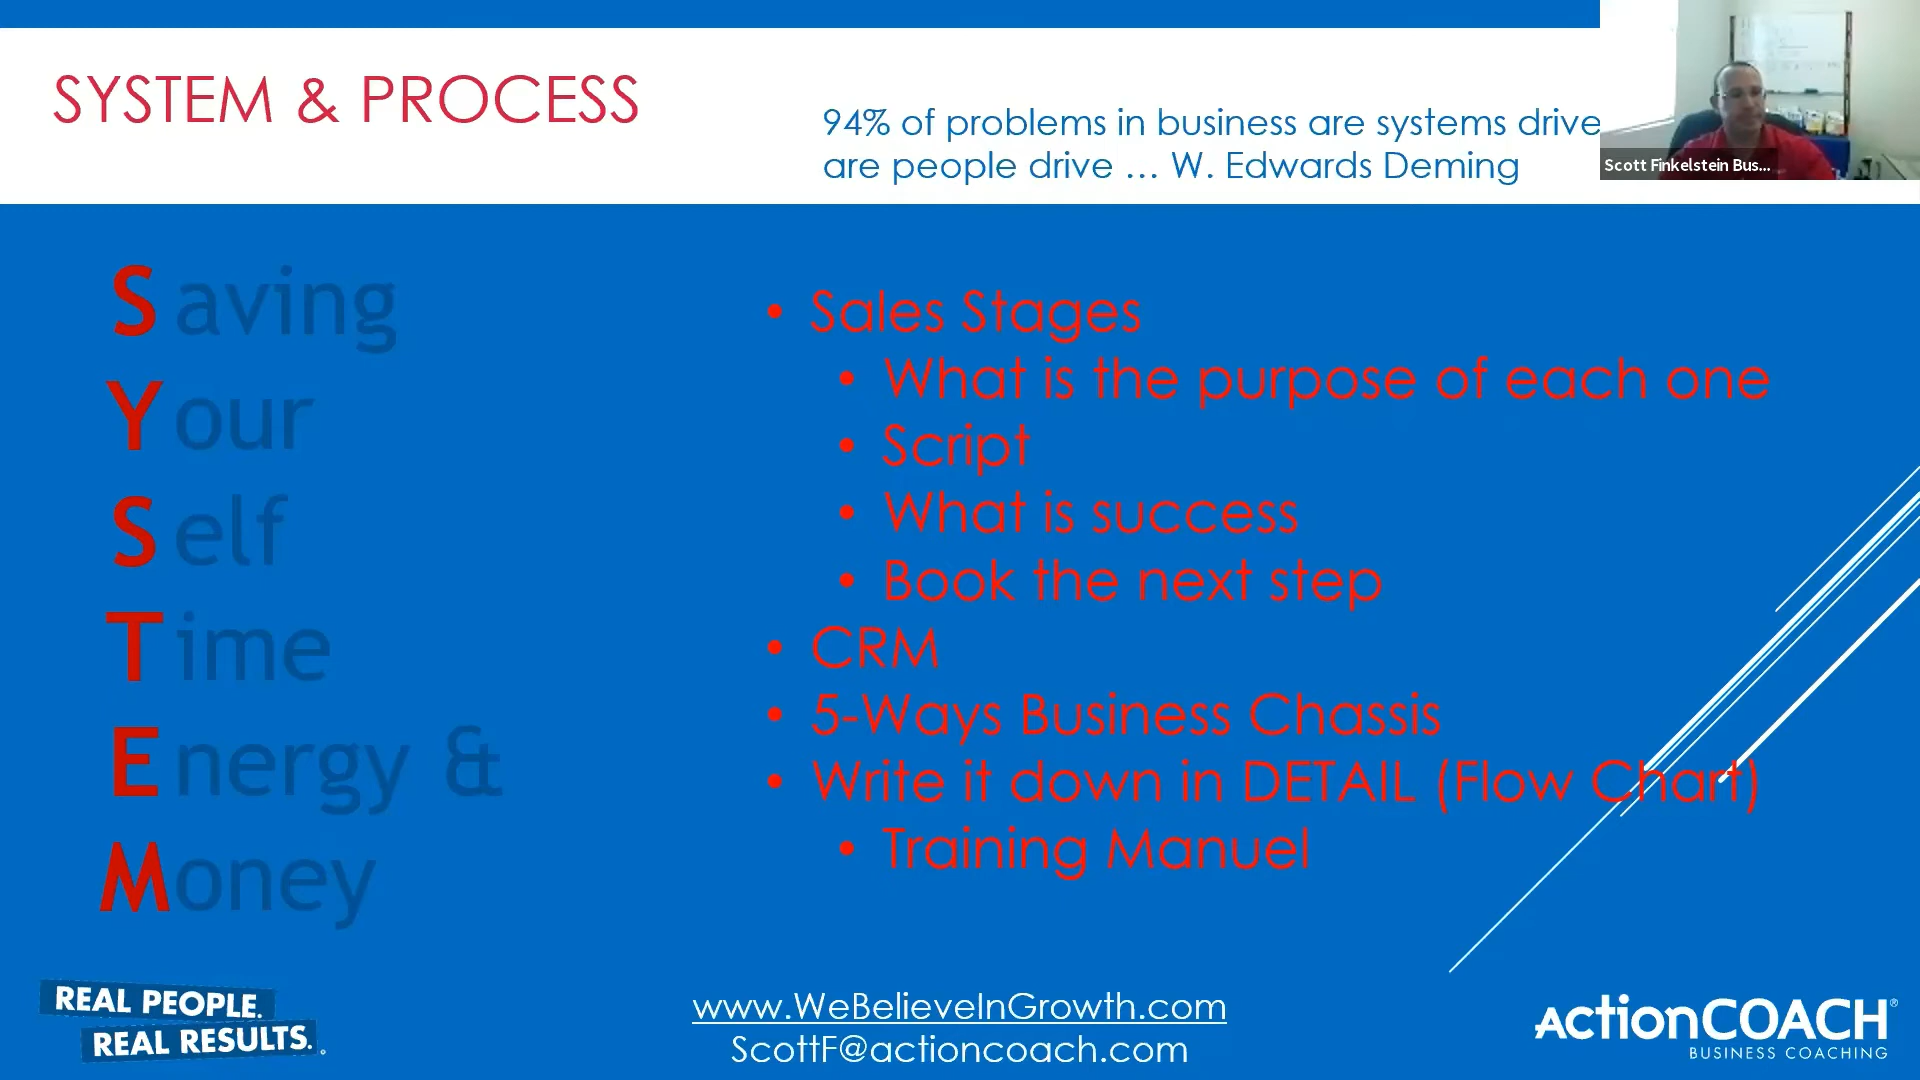 SYSTEM & PROCESS
94% of problems in business are systems drive
are people drive … W. Edwards Deming
Scott Finkelstein Bus...
Saving
Your
Self
Time
Energy &
Money
• Sales Stages
• What is the purpose of each one
• Script
• What is success
• Book the next step
• CRM
• 5-Ways Business Chassis
• Write it down in DETAIL (Flow Chart)
• Training Manuel
REAL PEOPLE.
REAL RESULTS.
www.WeBelieveInGrowth.com
ScottF@actioncoach.com
ActionCOACH®
BUSINESS COACHING